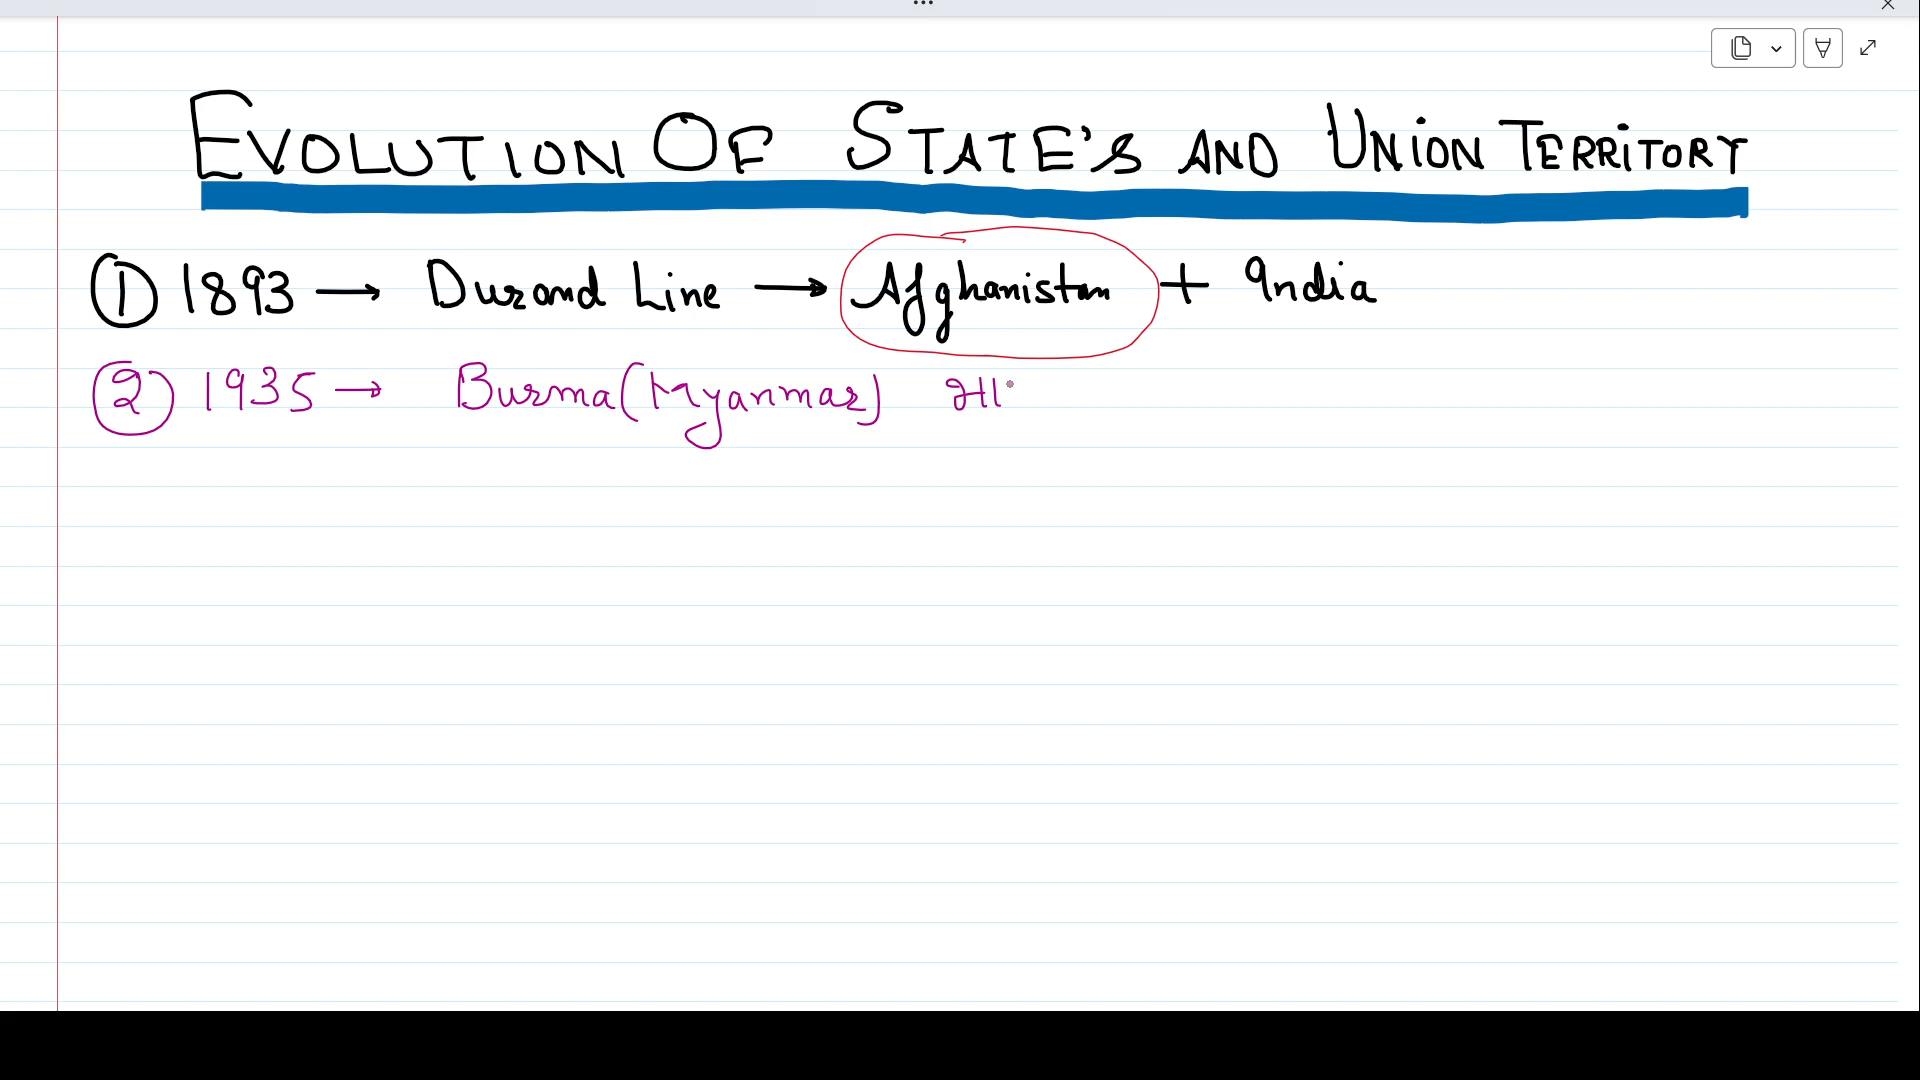 EVOLUTION OF STATE'S AND UNION TERRITORY
① 1893 → Durand Line → Afghanistan + India
② 1935 → Burma (Myanmar)